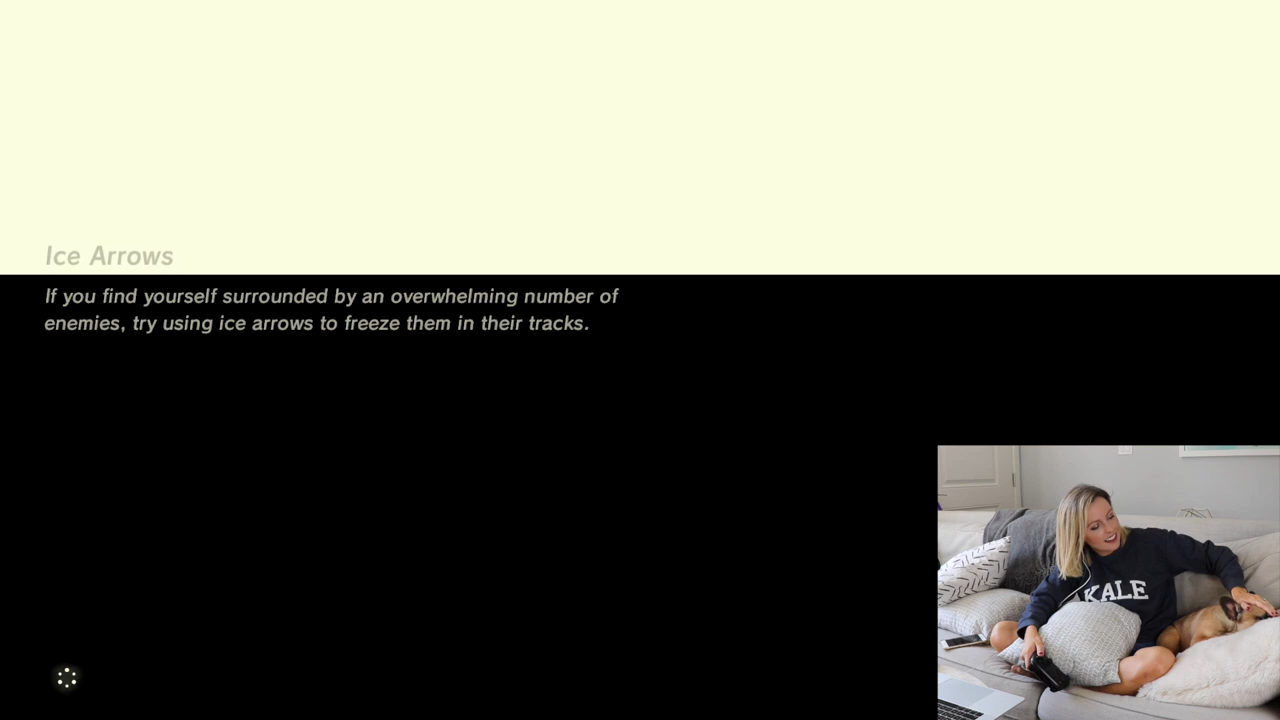 Ice Arrows
If you find yourself surrounded by an overwhelming number of
enemies, try using ice arrows to freeze them in their tracks.
KALE